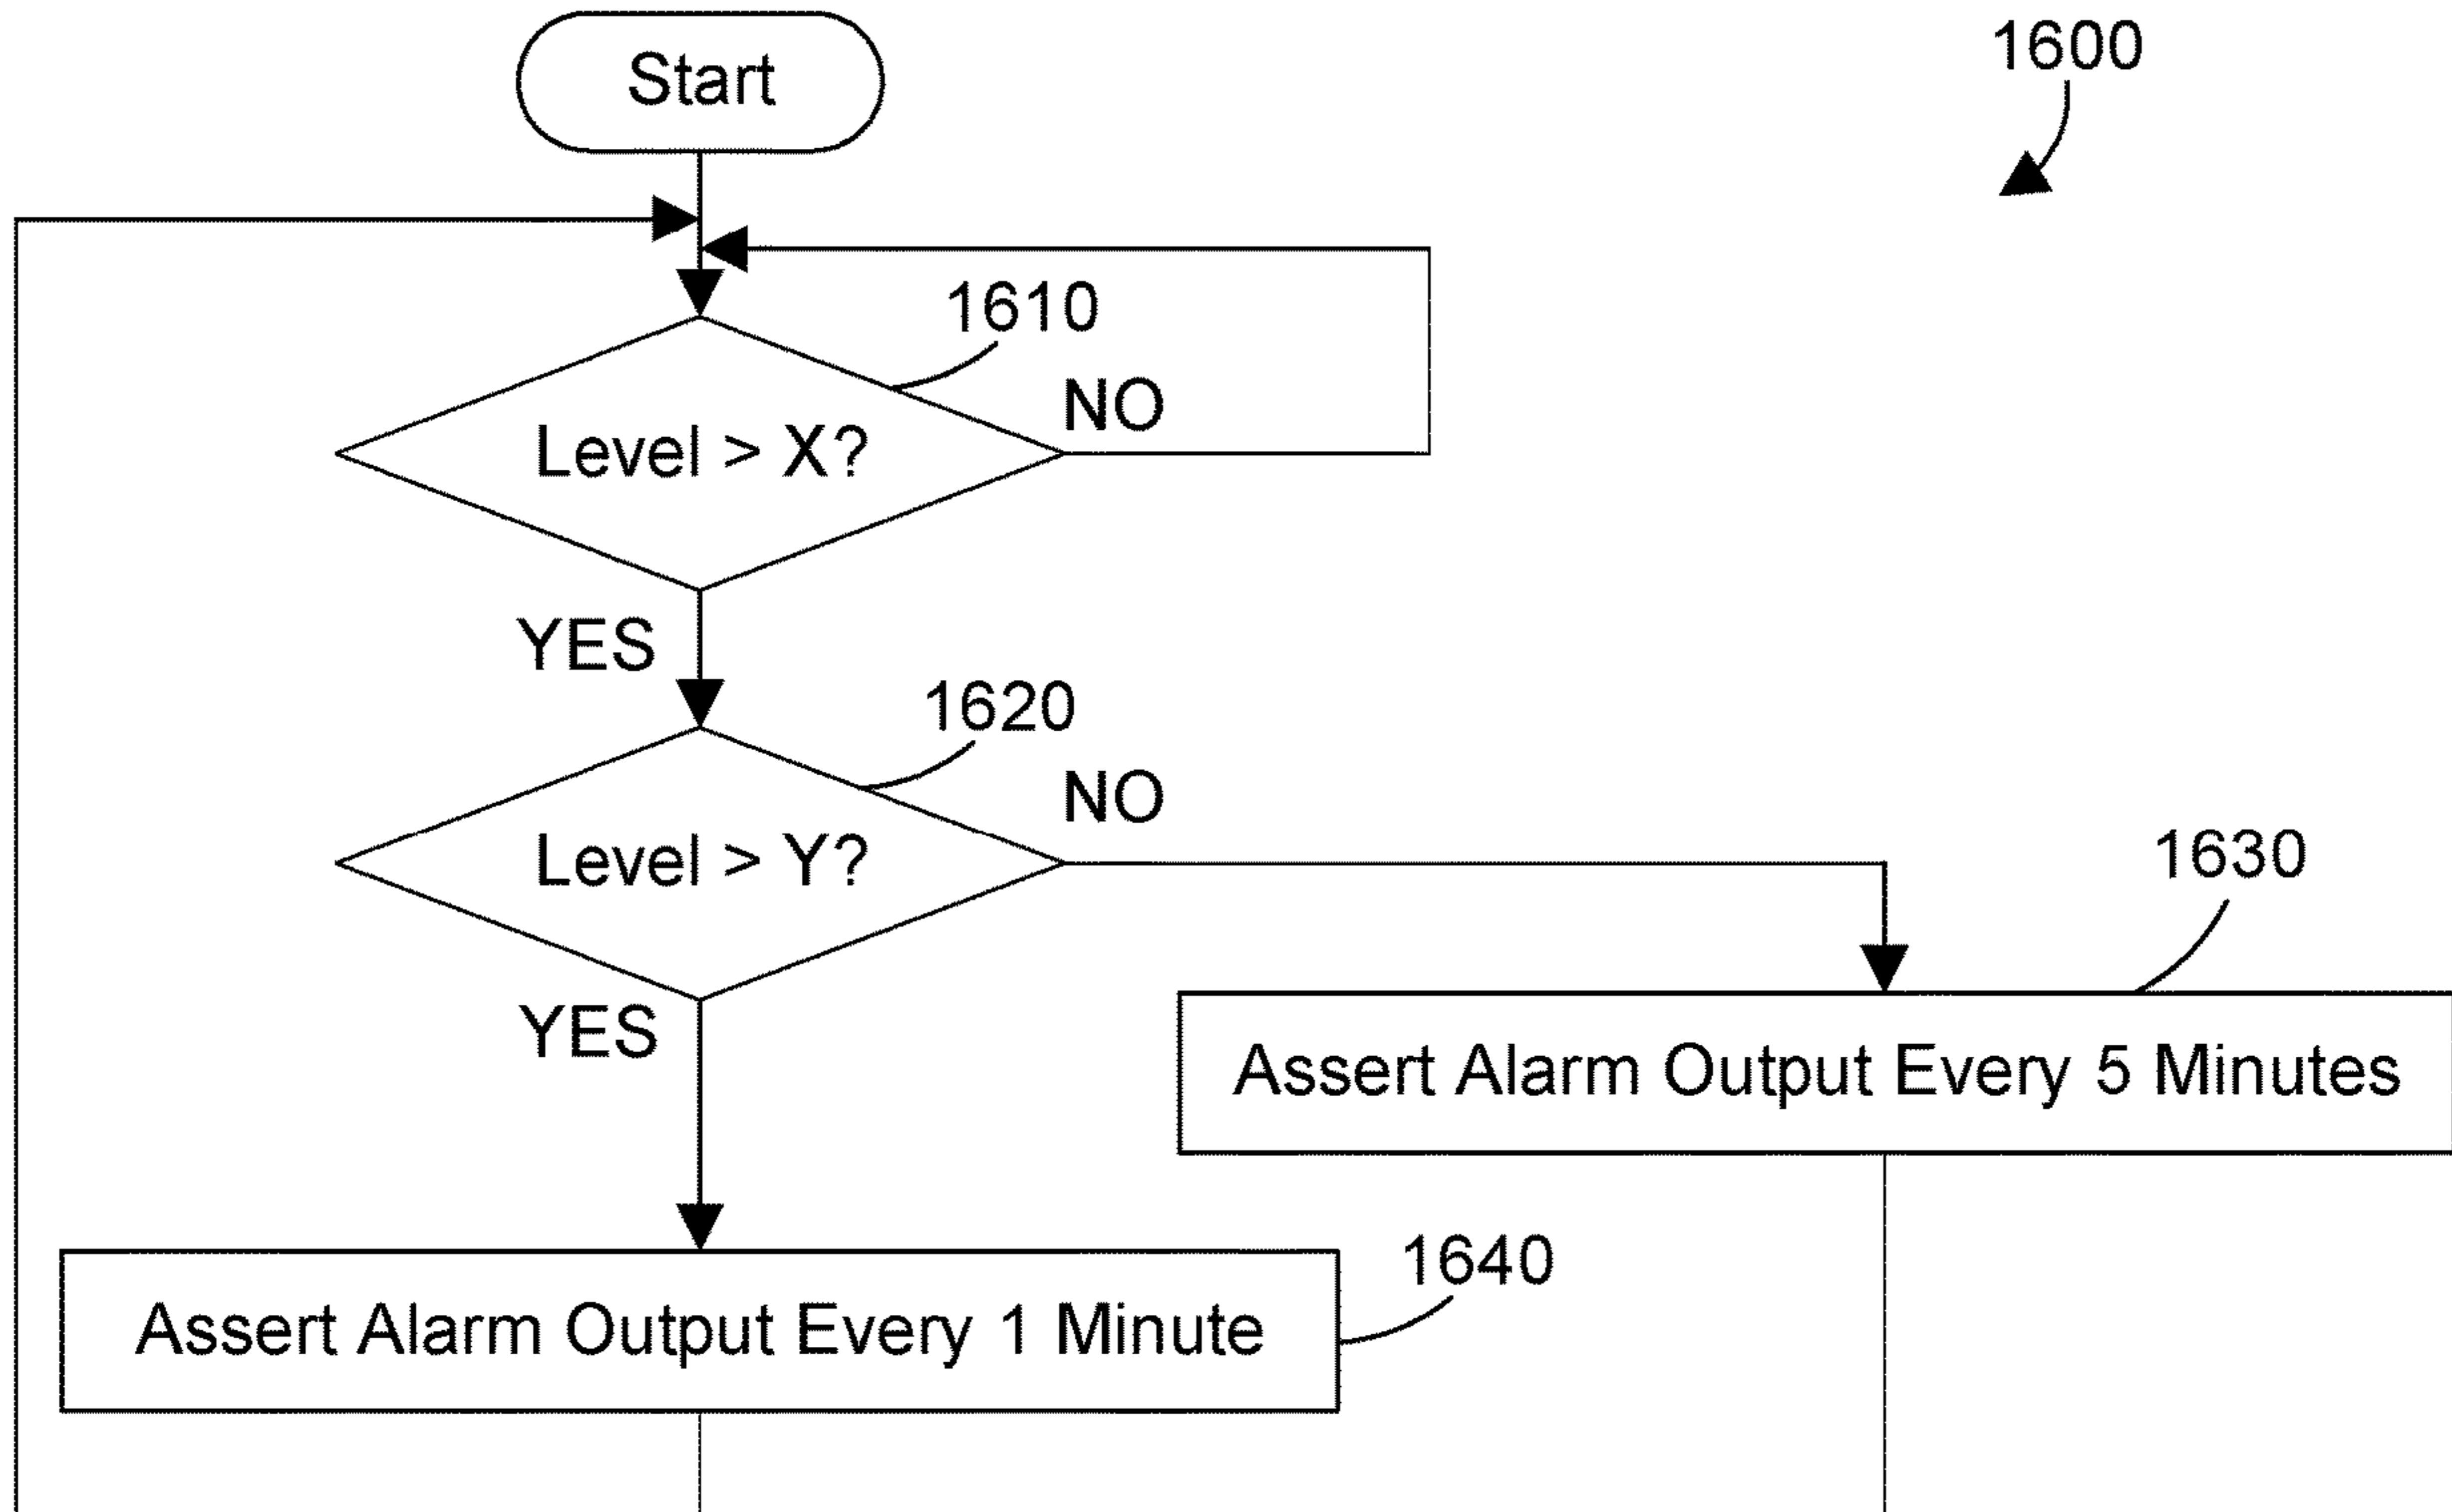 Start
1600
1610
NO
Level > X?
YES
1620
NO
Level > Y?
1630
YES
Assert Alarm Output Every 5 Minutes
1640
Assert Alarm Output Every 1 Minute